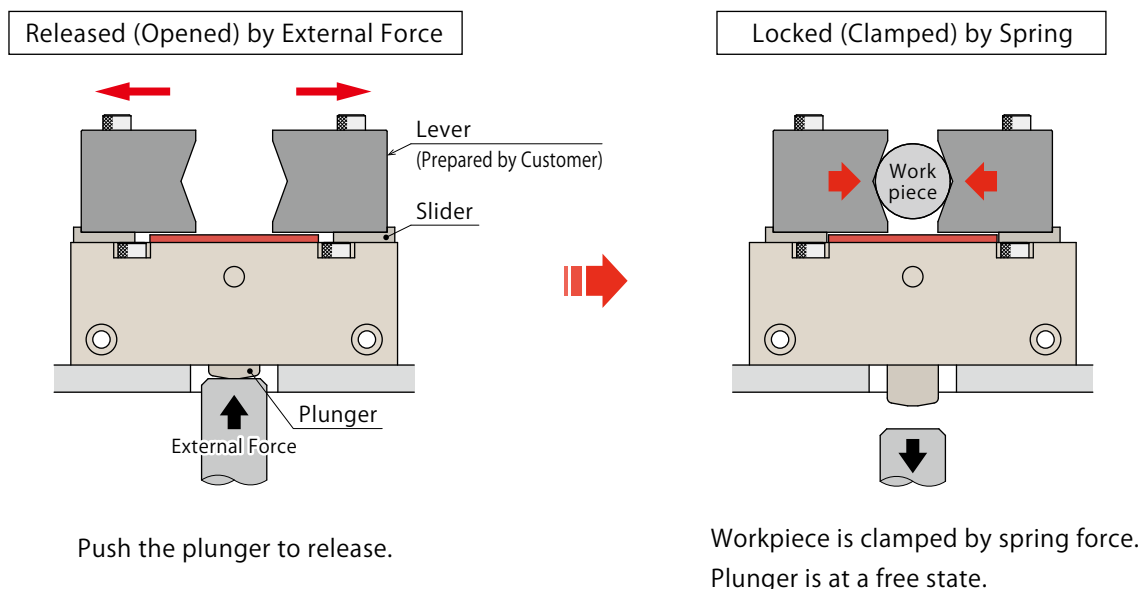 Released (Opened) by External Force
Locked (Clamped) by Spring
Lever
(Prepared by Customer)
Slider
Plunger
External Force
Work
piece
Push the plunger to release.
Workpiece is clamped by spring force.
Plunger is at a free state.